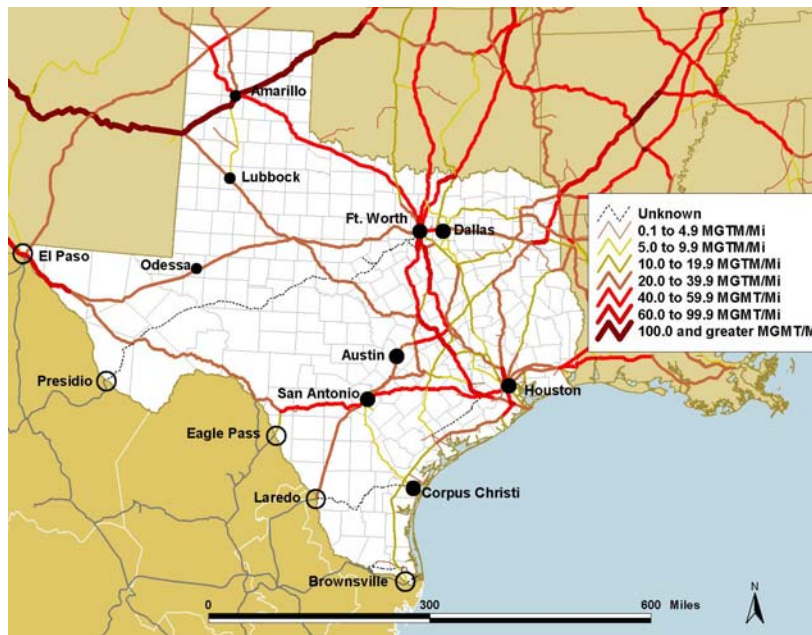 Amarillo
Lubbock
Ft. Worth
Dallas
El Paso
Odessa
Austin
Presidio
San Antonio
Houston
Eagle Pass
Laredo
Corpus Christi
Brownsville
Unknown
0.1 to 4.9 MGTM/Mi
5.0 to 9.9 MGTM/Mi
10.0 to 19.9 MGTM/Mi
20.0 to 39.9 MGTM/Mi
40.0 to 59.9 MGMT/Mi
60.0 to 99.9 MGMT/Mi
100.0 and greater MGMT/M
0 300 600 Miles
N